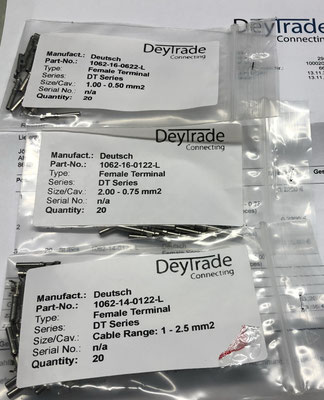 DeyTrade
Connecting
Manufact.: Deutsch
Part-No.: 1062-16-0622-L
Type: Female Terminal
Series: DT Series
Size/Cav.: 1.00 - 0.50 mm2
Serial No.: n/a
Quantity: 20
13.11
DeyTrade
Connecting
Manufact.: Deutsch
Part-No.: 1062-16-0122-L
Type: Female Terminal
Series: DT Series
Size/Cav.: 2.00 - 0.75 mm2
Serial No.: n/a
Quantity: 20
DeyTrade
Connecting
Manufact.: Deutsch
Part-No.: 1062-14-0122-L
Type: Female Terminal
Series: DT Series
Size/Cav.: Cable Range: 1 - 2.5 mm2
Serial No.: n/a
Quantity: 20